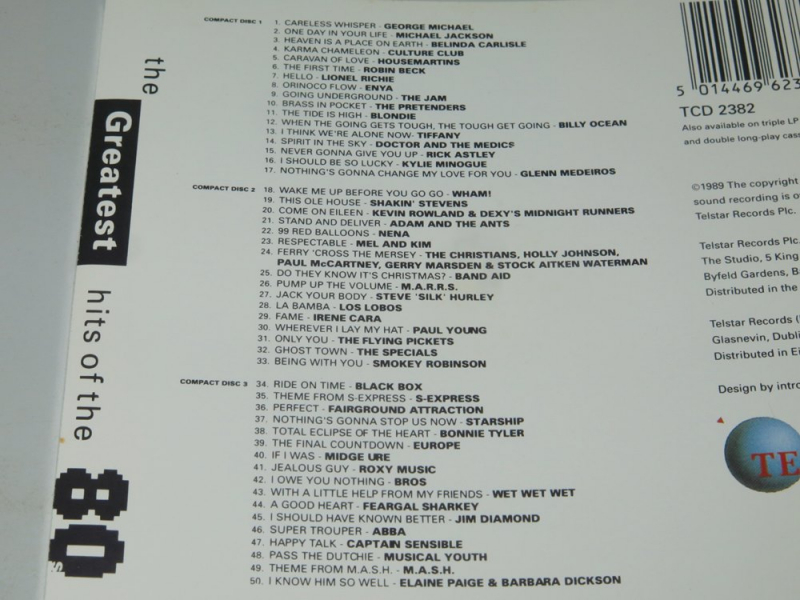 the Greatest hits of the 80s
COMPACT DISC 1
1. CARELESS WHISPER - GEORGE MICHAEL
2. ONE DAY IN YOUR LIFE - MICHAEL JACKSON
3. HEAVEN IS A PLACE ON EARTH - BELINDA CARLISLE
4. KARMA CHAMELEON - CULTURE CLUB
5. CARAVAN OF LOVE - HOUSEMARTINS
6. THE FIRST TIME - ROBIN BECK
7. HELLO - LIONEL RICHIE
8. ORINOCO FLOW - ENYA
9. GOING UNDERGROUND - THE JAM
10. BRASS IN POCKET - THE PRETENDERS
11. THE TIDE IS HIGH - BLONDIE
12. WHEN THE GOING GETS TOUGH, THE TOUGH GET GOING - BILLY OCEAN
13. I THINK WE'RE ALONE NOW - TIFFANY
14. SPIRIT IN THE SKY - DOCTOR AND THE MEDICS
15. NEVER GONNA GIVE YOU UP - RICK ASTLEY
16. I SHOULD BE SO LUCKY - KYLIE MINOGUE
17. NOTHING'S GONNA CHANGE MY LOVE FOR YOU - GLENN MEDEIROS
COMPACT DISC 2
18. WAKE ME UP BEFORE YOU GO GO - WHAM!
19. THIS OLE HOUSE - SHAKIN' STEVENS
20. COME ON EILEEN - KEVIN ROWLAND & DEXY'S MIDNIGHT RUNNERS
21. STAND AND DELIVER - ADAM AND THE ANTS
22. 99 RED BALLOONS - NENA
23. RESPECTABLE - MEL AND KIM
24. FERRY 'CROSS THE MERSEY - THE CHRISTIANS, HOLLY JOHNSON,
PAUL McCARTNEY, GERRY MARSDEN & STOCK AITKEN WATERMAN
25. DO THEY KNOW IT'S CHRISTMAS? - BAND AID
26. PUMP UP THE VOLUME - M.A.R.R.S.
27. JACK YOUR BODY - STEVE 'SILK' HURLEY
28. LA BAMBA - LOS LOBOS
29. FAME - IRENE CARA
30. WHEREVER I LAY MY HAT - PAUL YOUNG
31. ONLY YOU - THE FLYING PICKETS
32. GHOST TOWN - THE SPECIALS
33. BEING WITH YOU - SMOKEY ROBINSON
COMPACT DISC 3
34. RIDE ON TIME - BLACK BOX
35. THEME FROM S-EXPRESS - S-EXPRESS
36. PERFECT - FAIRGROUND ATTRACTION
37. NOTHING'S GONNA STOP US NOW - STARSHIP
38. TOTAL ECLIPSE OF THE HEART - BONNIE TYLER
39. THE FINAL COUNTDOWN - EUROPE
40. IF I WAS - MIDGE URE
41. JEALOUS GUY - ROXY MUSIC
42. I OWE YOU NOTHING - BROS
43. WITH A LITTLE HELP FROM MY FRIENDS - WET WET WET
44. A GOOD HEART - FEARGAL SHARKEY
45. I SHOULD HAVE KNOWN BETTER - JIM DIAMOND
46. SUPER TROUPER - ABBA
47. HAPPY TALK - CAPTAIN SENSIBLE
48. PASS THE DUTCHIE - MUSICAL YOUTH
49. THEME FROM M.A.S.H. - M.A.S.H.
50. I KNOW HIM SO WELL - ELAINE PAIGE & BARBARA DICKSON
5 014469 623
TCD 2382
Also available on triple LP
and double long-play cass
©1989 The copyright
sound recording is o
Telstar Records Plc.
Telstar Records Plc,
The Studio, 5 King
Byfeld Gardens, Ba
Distributed in the
Telstar Records (
Glasnevin, Dubli
Distributed in Ei
Design by intro
TE